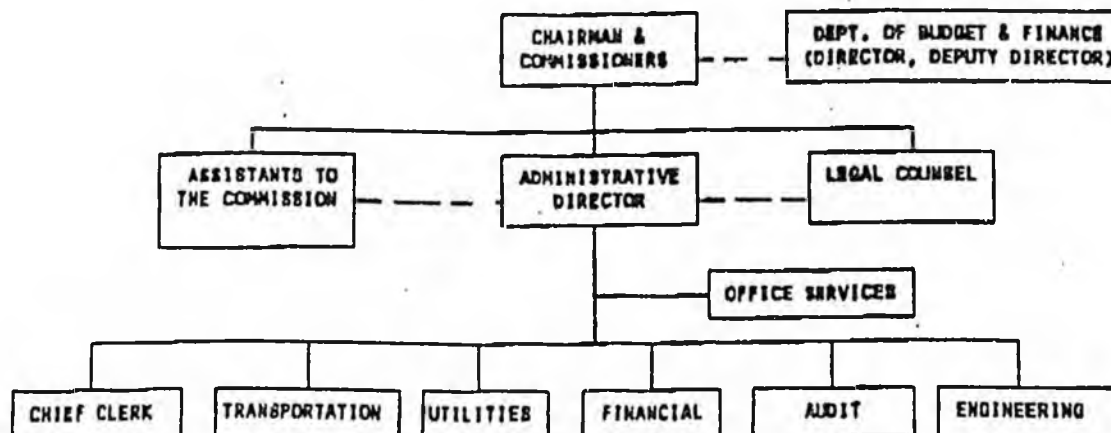 CHAIRMAN &
COMMISSIONERS
DEPT. OF BUDGET & FINANCE
(DIRECTOR, DEPUTY DIRECTOR)
ASSISTANTS TO
THE COMMISSION
ADMINISTRATIVE
DIRECTOR
LEGAL COUNSEL
OFFICE SERVICES
CHIEF CLERK
TRANSPORTATION
UTILITIES
FINANCIAL
AUDIT
ENGINEERING